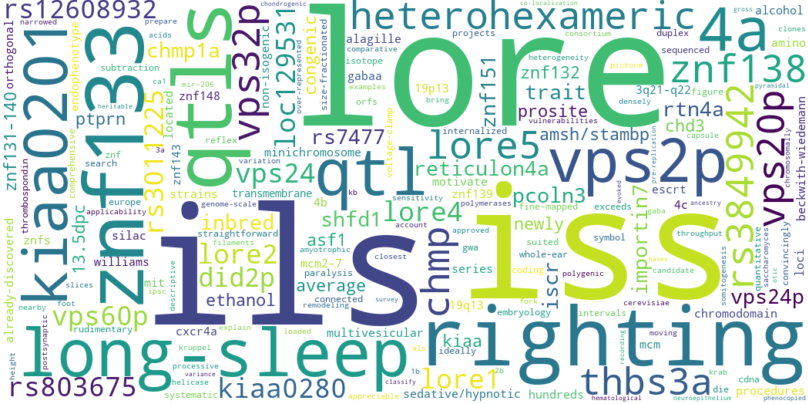 rs12608932
orthogonal
narrowed
prepare
acids
subtraction
cal
endophenotype
amino
kiaa0201
znf133
chmp1a
znf148
located
rs3011225
ptprn
qtls
vps32p
non-isogenic
loc129531
over-represented
size-fractionated
congenic
alagille
isotope
gabaa
examples
orfs
mir-206
chondrogenic
comparative
heritable
lore
heterohexameric
co-localization
consortium
projects
heterogeneity
duplex
sequenced
4a
gross
alcohol
clones
amino
znf138
znf132
znf151
trait
prosite
19p13
picture
bring
densely
3q21-q22
figure
rtn4a
chd3
vulnerabilities
capsule
pyramidal
znf131-140
thrombospondin
comprehensive
znf
search
europe
3a
znf143
reflex
variation
strains
rs7477
minichromosome
vps24
transmembrane
kb
qtl
voltage-clamp
internalized
lore5
reticulon4a
motivate
sensitivity
znf139
polymerases
amsh/stambp
vps2p
pre-replication
escrt
4c
ancestry
rs3849942
vps20p
chromosomally
beckwith-wiedemann
loci
already-discovered
znfs
applicability
13.5dpc
silac
williams
mit
ipsc
descriptive
nearby
foot
slices
vps60p
rudimentary
postsynaptic
cxcr4a
explain
ils
inbred
genome-scale
straightforward
filaments
lore2
did2p
ethanol
4b
shfd1
lore4
asf1
amyotrophic
mcm2-7
paralysis
average
connected
remodeling
account
closest
survey
multivesicular
chmp
fine-mapped
exceeds
newly
gwa
approved
series
coding
whole-ear
iscr
19q13
fork
embryology
iss
pcoln3
importin7
suited
symbol
polygenic
gaba
evoked
throughput
candidate
saves
intervals
cerevisiae
chromodomain
somitogenesis
otic
quantitative
saccharomyces
convincingly
vps24p
height
long-sleep
kruppel
processive
variance
helicase
loaded
als
classify
rs803675
systematic
kiaa0280
appreciable
kiaa
ideally
lore1
1b
2b
sedative/hypnotic
hundreds
righting
recording
moving
mcm
thbs3a
cdna
die
krab
procedures
hematological
neuroepithelium
phenocopied